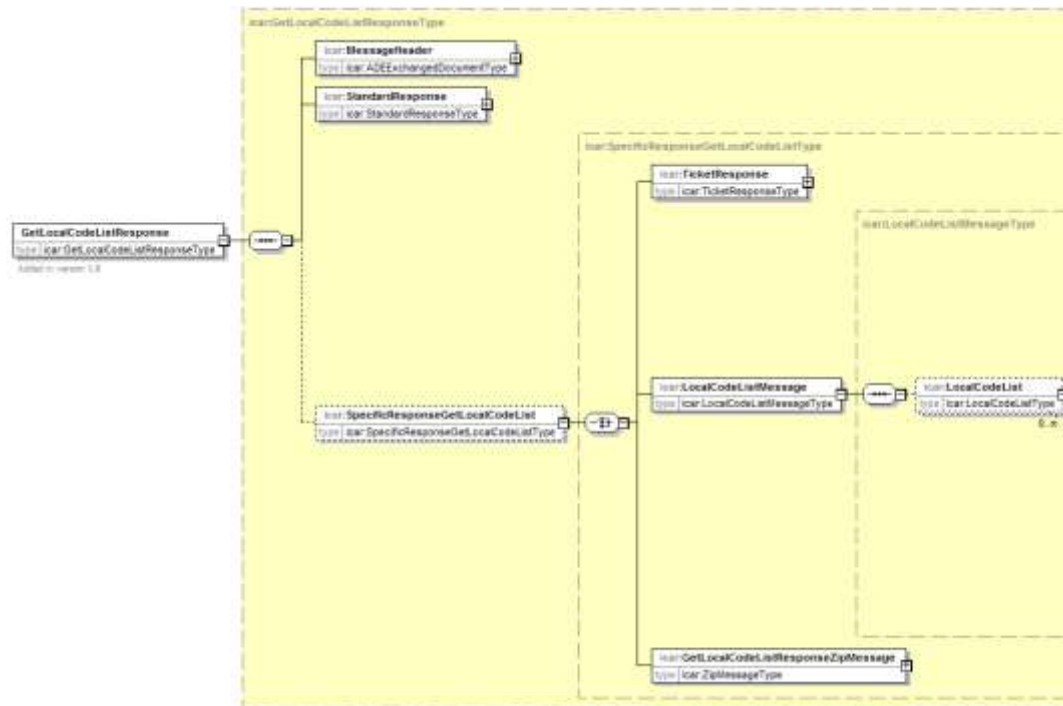 icar:GetLocalCodeListResponseType
icar:MessageHeader
type icar:ADEExchangedDocumentType
icar:StandardResponse
type icar:StandardResponseType
icar:SpecificResponseGetLocalCodeListType
icar:TicketResponse
type icar:TicketResponseType
icar:LocalCodeListMessageType
GetLocalCodeListResponse
type icar:GetLocalCodeListResponseType
Added in version 1.8
icar:LocalCodeListMessage
type icar:LocalCodeListMessageType
icar:LocalCodeList
type icar:LocalCodeListType
0..∞
icar:SpecificResponseGetLocalCodeList
type icar:SpecificResponseGetLocalCodeListType
icar:GetLocalCodeListResponseZipMessage
type icar:ZipMessageType